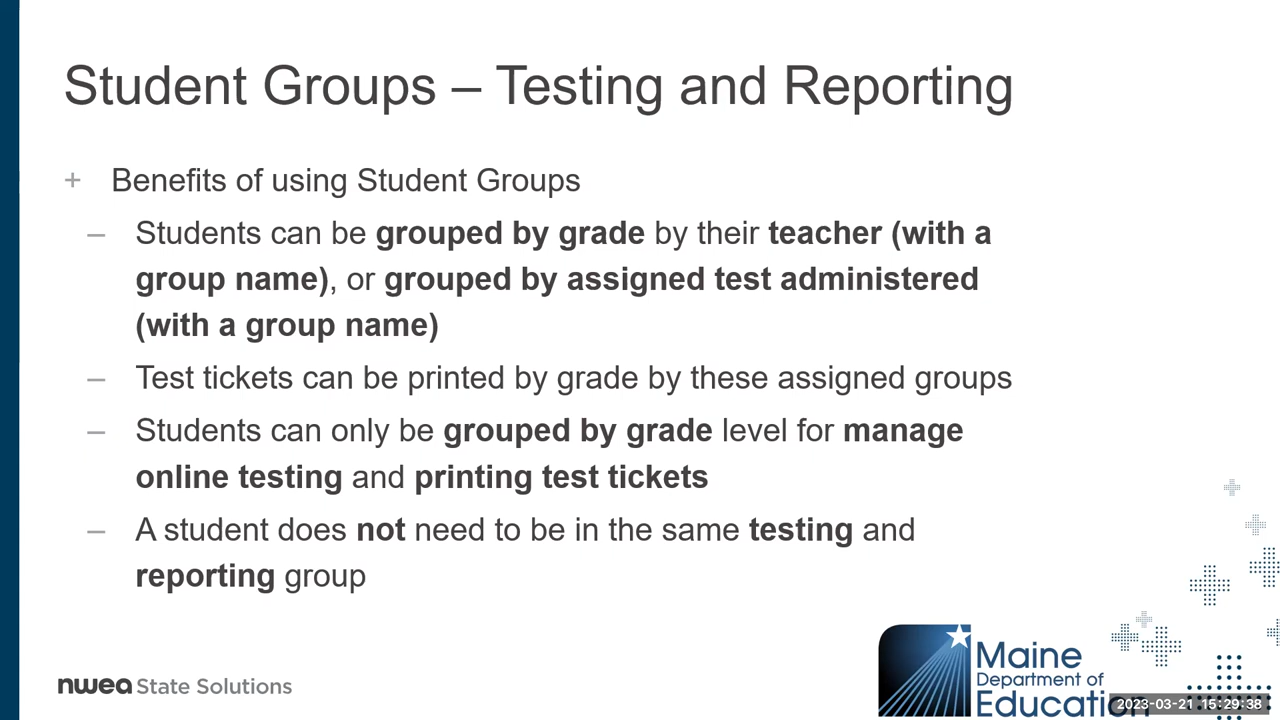 Student Groups – Testing and Reporting
+ Benefits of using Student Groups
– Students can be grouped by grade by their teacher (with a
group name), or grouped by assigned test administered
(with a group name)
– Test tickets can be printed by grade by these assigned groups
– Students can only be grouped by grade level for manage
online testing and printing test tickets
– A student does not need to be in the same testing and
reporting group
nwea State Solutions
Maine
Department of
Education
2023-03-21 15:29:38